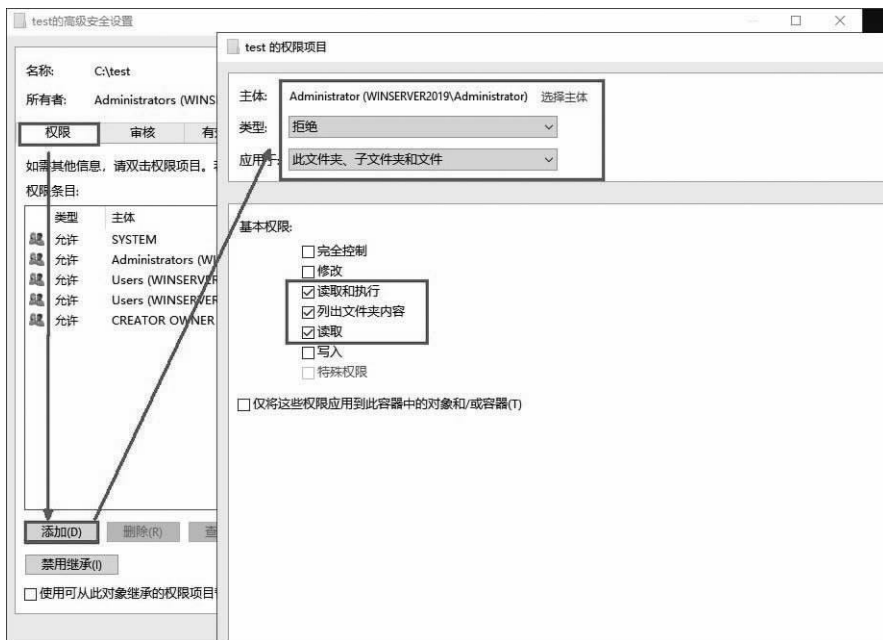 test的高级安全设置
test 的权限项目
名称: C:\test
所有者: Administrators (WINS
权限 审核 有
如需其他信息，请双击权限项目。
权限条目:
类型 主体
允许 SYSTEM
允许 Administrators (WI
允许 Users (WINSERVER
允许 Users (WINSERVER
允许 CREATOR OWNER
添加(D) 删除(R) 查
禁用继承(I)
使用可从此对象继承的权限项目
主体: Administrator (WINSERVER2019\Administrator) 选择主体
类型: 拒绝
应用于: 此文件夹、子文件夹和文件
基本权限:
完全控制
修改
读取和执行
列出文件夹内容
读取
写入
特殊权限
仅将这些权限应用到此容器中的对象和/或容器(T)